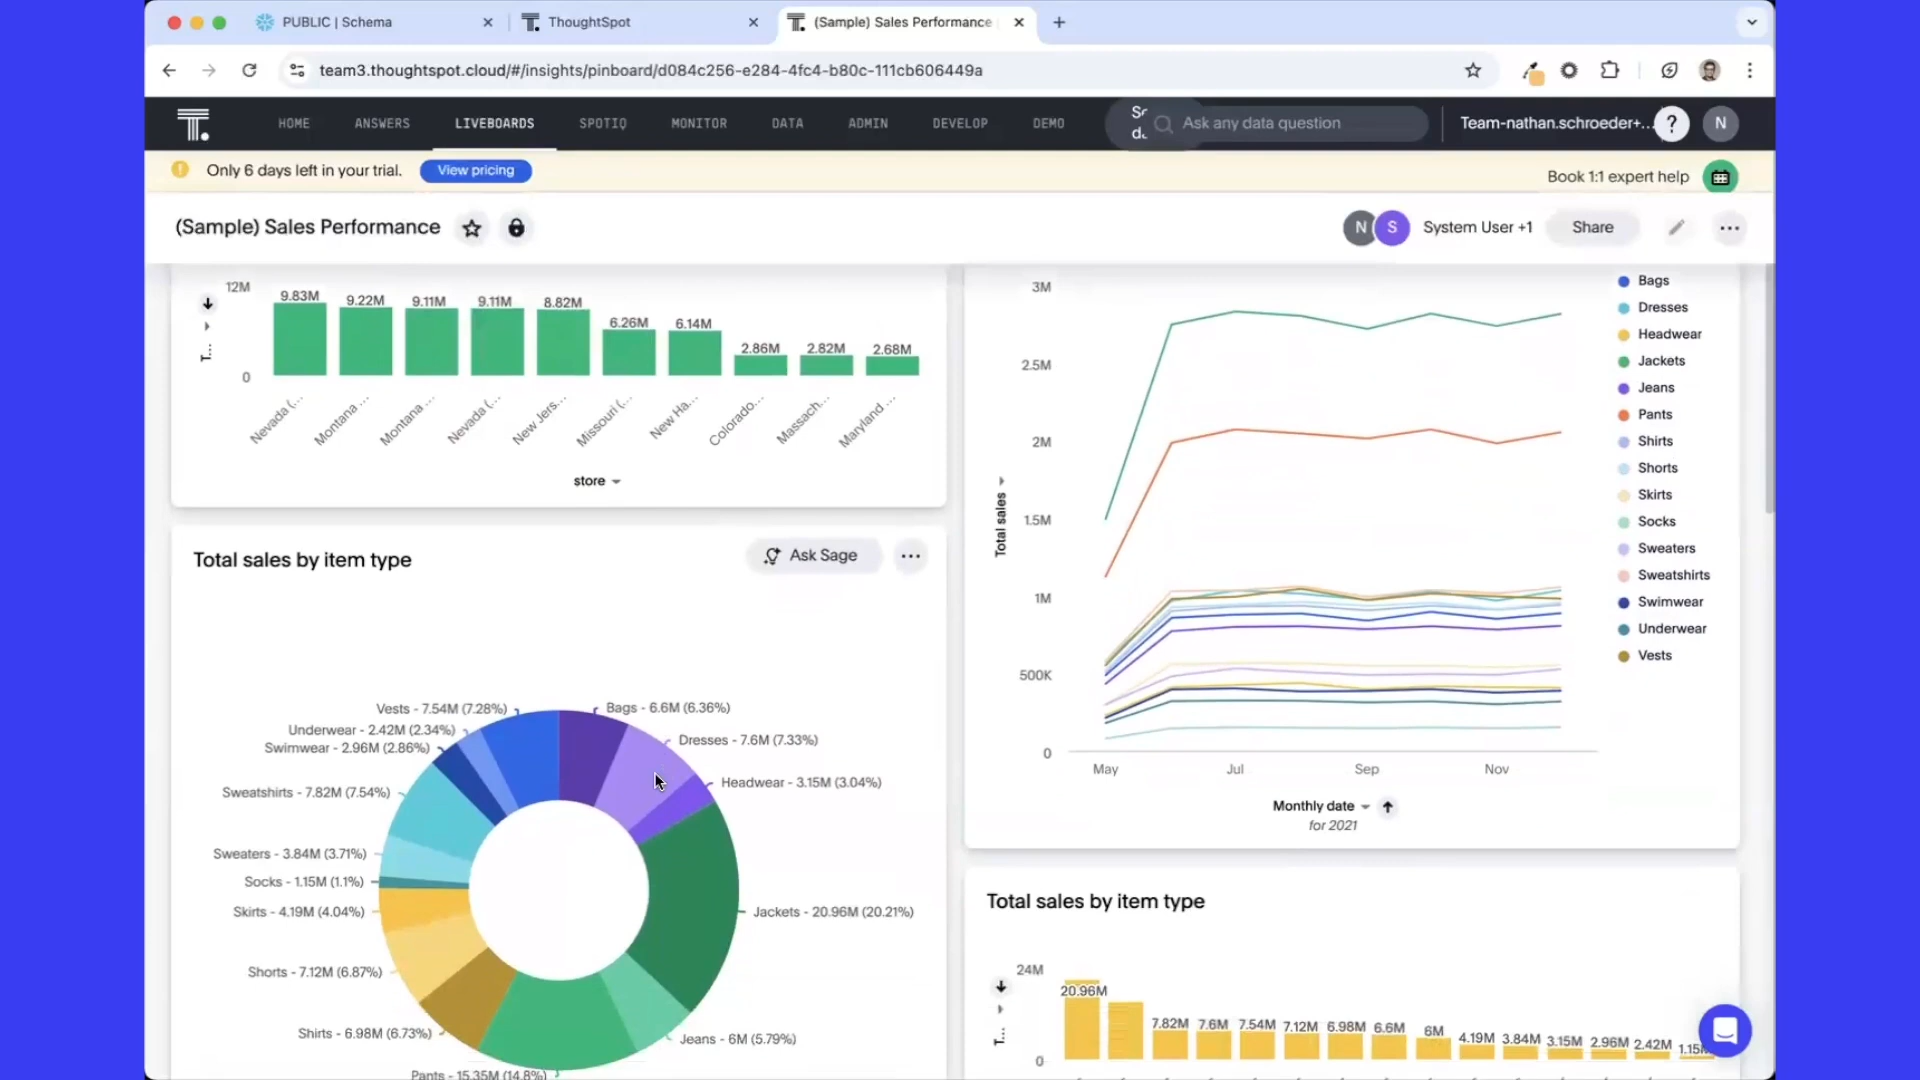 PUBLIC | Schema
ThoughtSpot
(Sample) Sales Performance
team3.thoughtspot.cloud/#/insights/pinboard/d084c256-e284-4fc4-b80c-111cb606449a
T.
HOME
ANSWERS
LIVEBOARDS
SPOTIQ
MONITOR
DATA
ADMIN
DEVELOP
DEMO
Ask any data question
Team-nathan.schroeder+...
?
N
Only 6 days left in your trial.
View pricing
Book 1:1 expert help
(Sample) Sales Performance
N
S
System User +1
Share
12M
0
T...
9.83M
9.22M
9.11M
9.11M
8.82M
6.26M
6.14M
2.86M
2.82M
2.68M
Nevada (...
Montana ...
Montana ...
Nevada (...
New Jers...
Missouri (...
New Ha...
Colorado...
Massach...
Maryland ...
store
3M
2.5M
2M
1.5M
1M
500K
0
Total sales
May
Jul
Sep
Nov
Monthly date
for 2021
Bags
Dresses
Headwear
Jackets
Jeans
Pants
Shirts
Shorts
Skirts
Socks
Sweaters
Sweatshirts
Swimwear
Underwear
Vests
Total sales by item type
Ask Sage
Vests - 7.54M (7.28%)
Underwear - 2.42M (2.34%)
Swimwear - 2.96M (2.86%)
Sweatshirts - 7.82M (7.54%)
Sweaters - 3.84M (3.71%)
Socks - 1.15M (1.1%)
Skirts - 4.19M (4.04%)
Shorts - 7.12M (6.87%)
Shirts - 6.98M (6.73%)
Pants - 15.35M (14.8%)
Bags - 6.6M (6.36%)
Dresses - 7.6M (7.33%)
Headwear - 3.15M (3.04%)
Jackets - 20.96M (20.21%)
Jeans - 6M (5.79%)
Total sales by item type
24M
0
T...
20.96M
7.82M
7.6M
7.54M
7.12M
6.98M
6.6M
6M
4.19M
3.84M
3.15M
2.96M
2.42M
1.15M